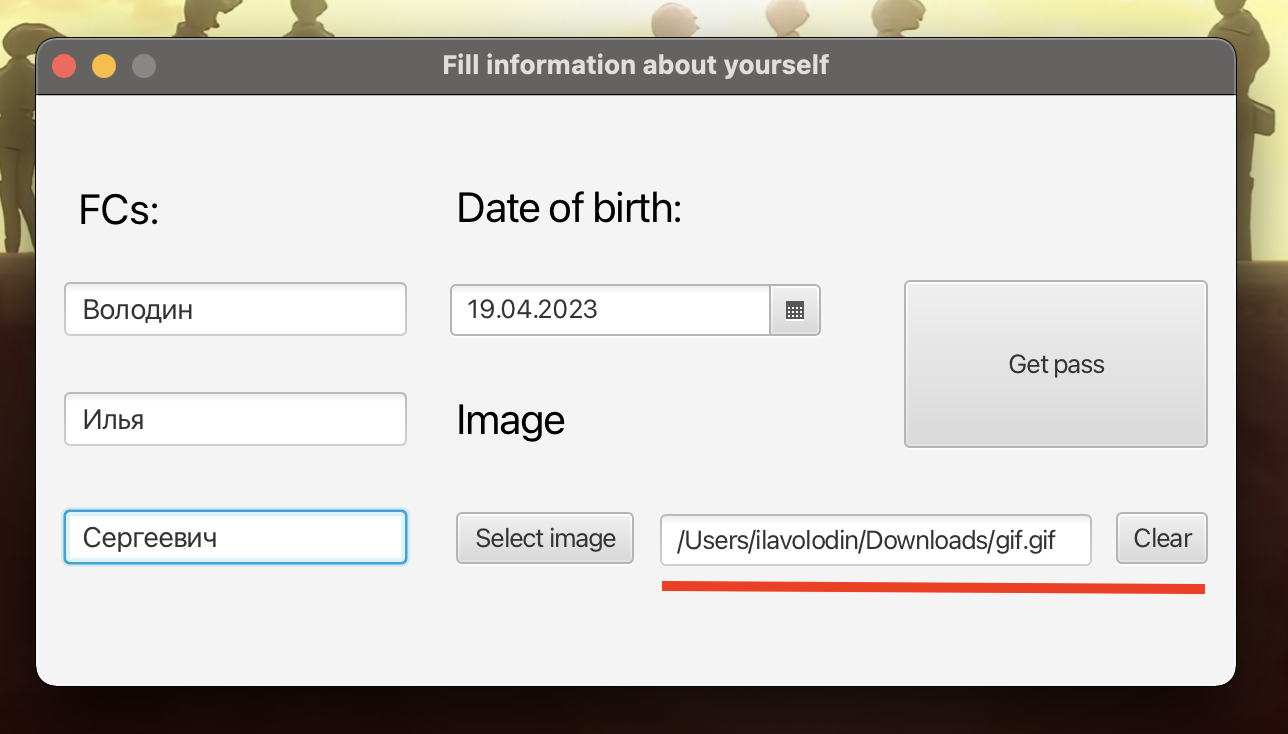 Fill information about yourself
FCs:
Date of birth:
Володин
19.04.2023
Get pass
Илья
Image
Сергеевич
Select image
/Users/ilavolodin/Downloads/gif.gif
Clear